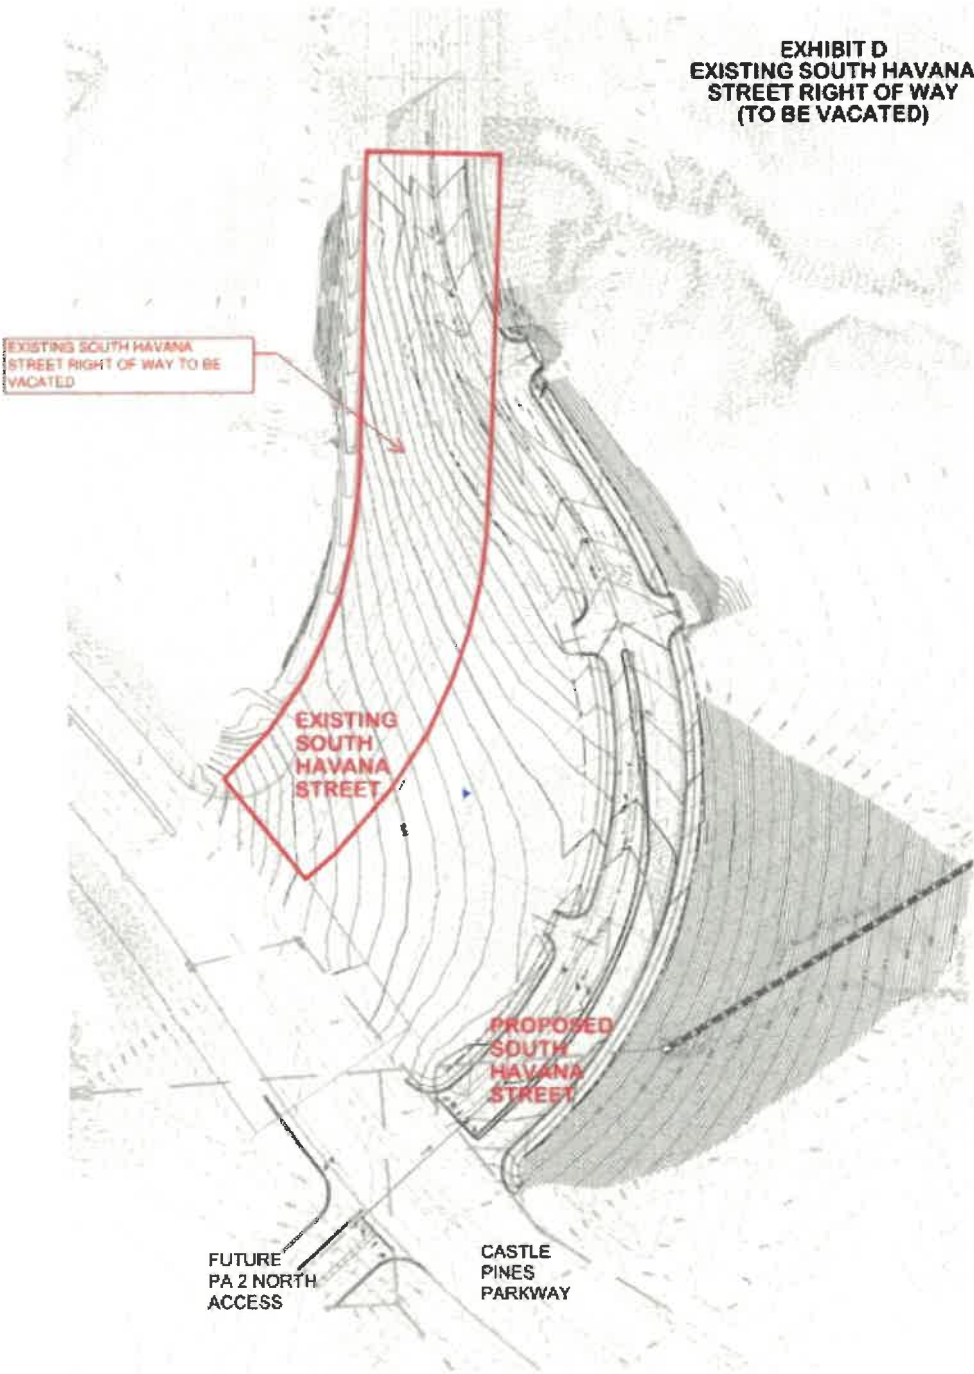 EXHIBIT D
EXISTING SOUTH HAVANA
STREET RIGHT OF WAY
(TO BE VACATED)
EXISTING SOUTH HAVANA
STREET RIGHT OF WAY TO BE
VACATED
EXISTING
SOUTH
HAVANA
STREET
PROPOSED
SOUTH
HAVANA
STREET
FUTURE
PA 2 NORTH
ACCESS
CASTLE
PINES
PARKWAY